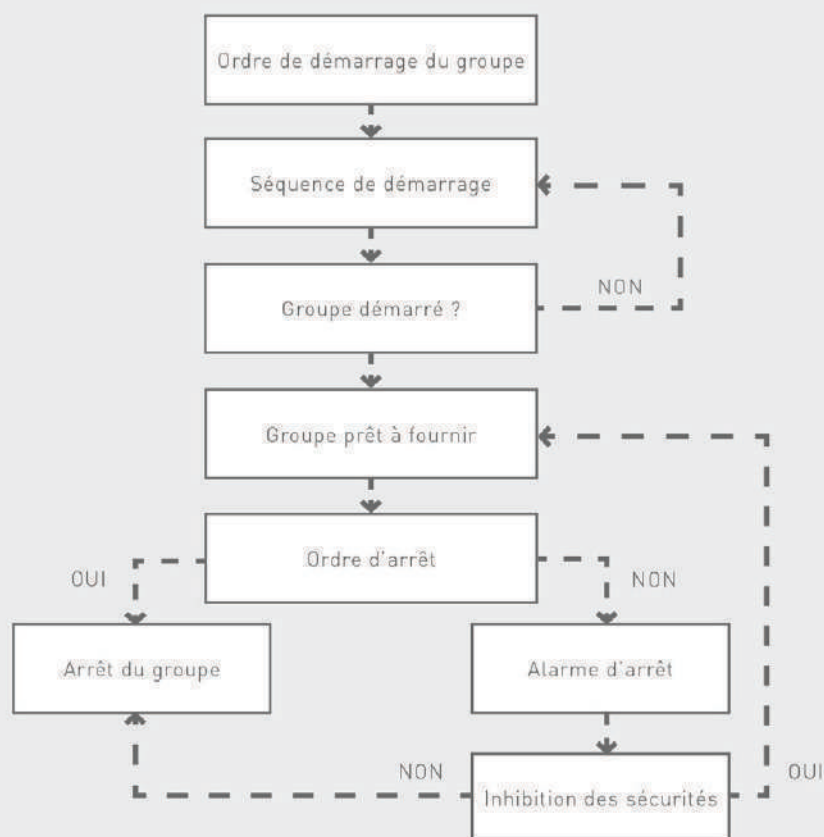 Ordre de démarrage du groupe
Séquence de démarrage
NON
Groupe démarré ?
Groupe prêt à fournir
Ordre d'arrêt
OUI
NON
Arrêt du groupe
Alarme d'arrêt
NON
OUI
Inhibition des sécurités